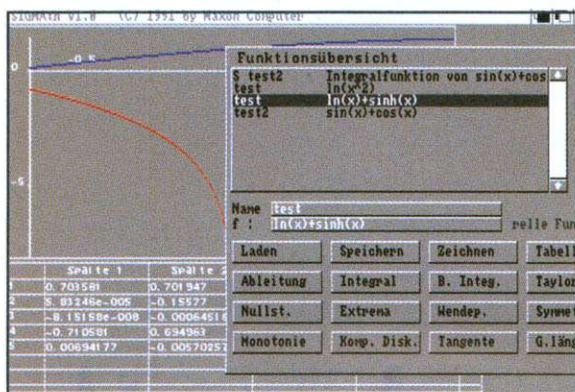 SIGMAth V1.0 (C) 1991 by Maxon Computer
0
-0.5
-5
Funktionsübersicht
S test2 Integralfunktion von sin(x)+cos
test ln(x^2)
test ln(x)+sinh(x)
test2 sin(x)+cos(x)
Name test
f : ln(x)+sinh(x) relle Fun
Laden Speichern Zeichnen Tabell
Ableitung Integral B. Integ. Taylor
Nullst. Extrema Wendep. Symmet
Monotonie Komp. Disk. Tangente G.läng
Spalte 1 Spalte 2
1 0.703581 0.701947
2 5.83246e-005 -0.15577
3 -8.15158e-008 -0.0006451
4 -0.710581 0.694963
5 0.00694177 -0.0057025